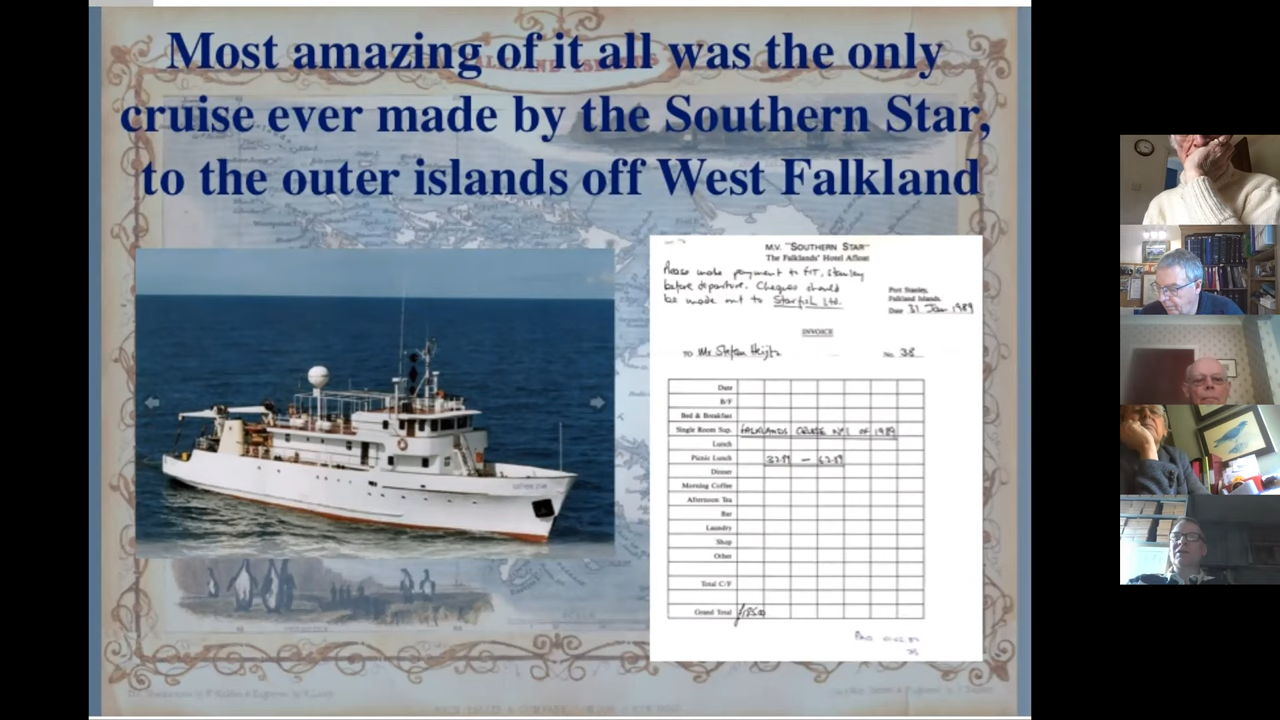 Most amazing of it all was the only
cruise ever made by the Southern Star,
to the outer islands off West Falkland
M.V. "SOUTHERN STAR"
The Falklands' Hotel Afloat
Please make payment to FIT, Stanley
before departure. Cheques should
be made out to Starfish Ltd.
Port Stanley,
Falkland Islands.
Date 31 Jan 1989
INVOICE
TO Mr Stefan Heijtz
No. 38
Date
B/F
Bed & Breakfast
Single Room Sup. FALKLANDS CRUISE No 1 OF 1989
Lunch
Picnic Lunch
Dinner
Morning Coffee
Afternoon Tea
Bar
Laundry
Shop
Other
Total C/F
Grand Total